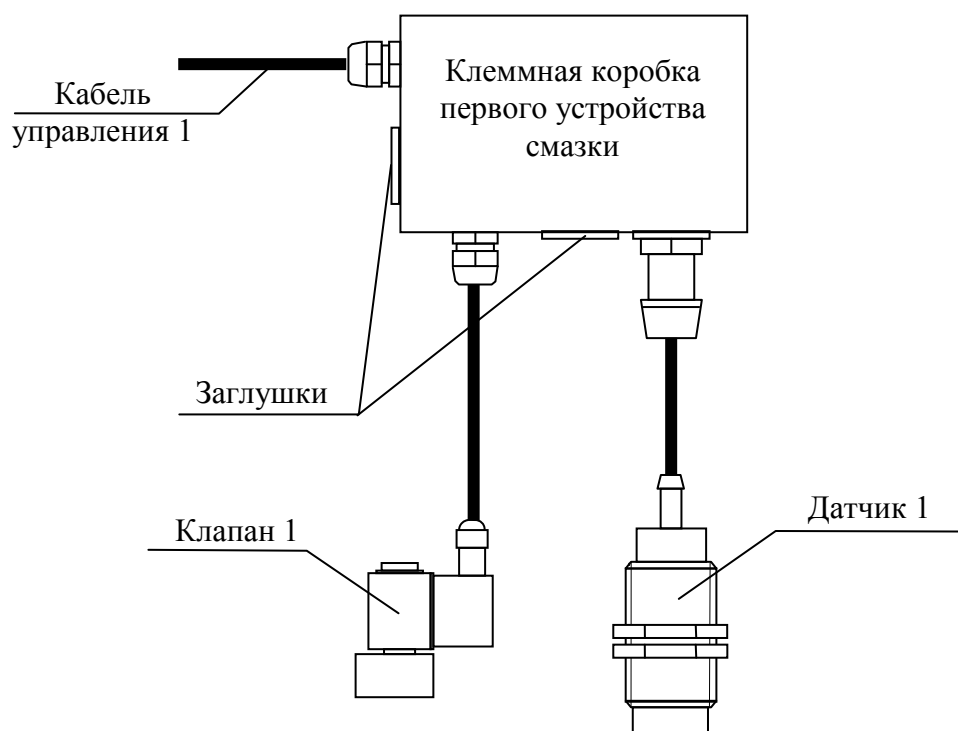 Клеммная коробка
первого устройства
смазки
Кабель
управления 1
Заглушки
Клапан 1
Датчик 1